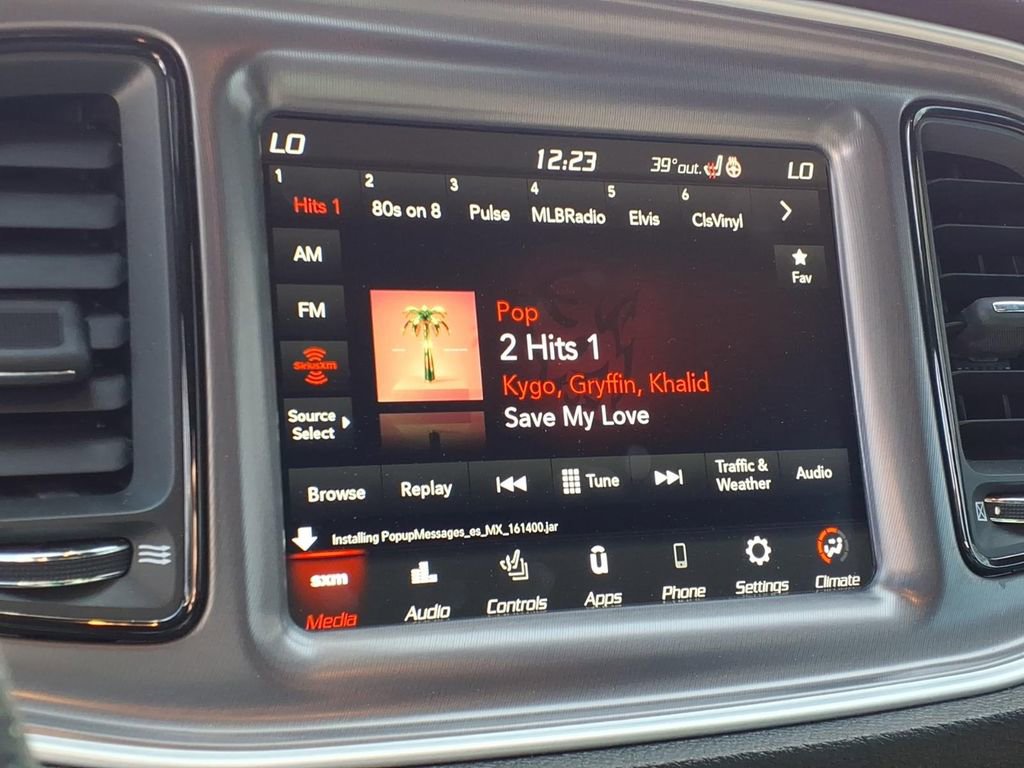 LO
12:23
39°out.
LO
1
Hits 1
2
80s on 8
3
Pulse
4
MLBRadio
5
Elvis
6
ClsVinyl
AM
Fav
FM
Pop
2 Hits 1
SiriusXM
Kygo, Gryffin, Khalid
Save My Love
Source
Select
Browse
Replay
Tune
Traffic &
Weather
Audio
Installing PopupMessages_es_MX_161400.jar
sxm
Media
Audio
Controls
Apps
Phone
Settings
Climate